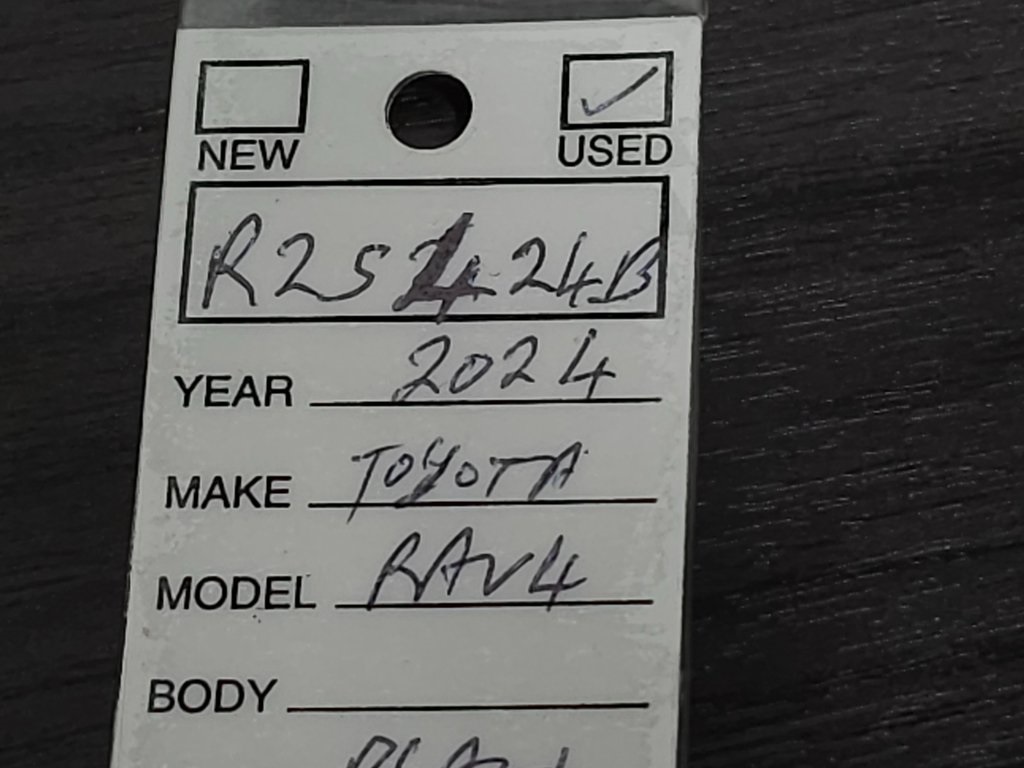 NEW USED
R25424B
YEAR 2024
MAKE TOYOTA
MODEL RAV4
BODY